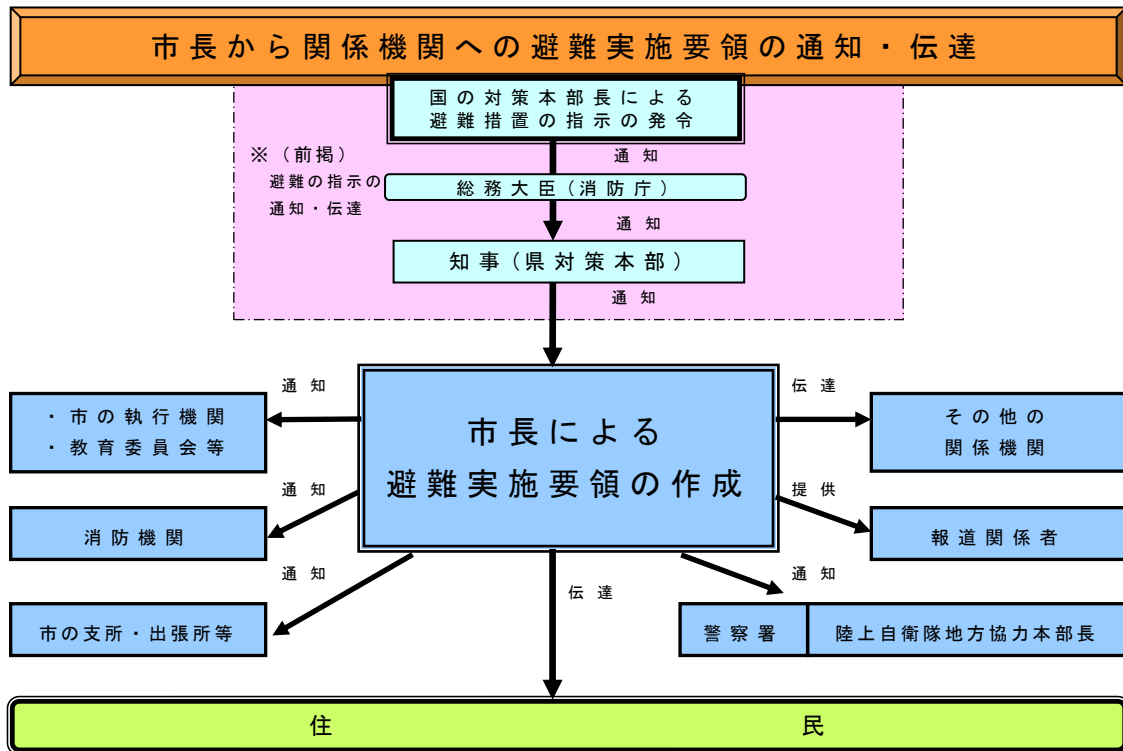 市長から関係機関への避難実施要領の通知・伝達
国の対策本部長による
避難措置の指示の発令
※(前掲)
避難の指示の
通知・伝達
通知
総務大臣(消防庁)
通知
知事(県対策本部)
通知
市長による
避難実施要領の作成
通知
・市の執行機関
・教育委員会等
通知
消防機関
通知
市の支所・出張所等
伝達
その他の
関係機関
提供
報道関係者
通知
警察署
陸上自衛隊地方協力本部長
伝達
住民